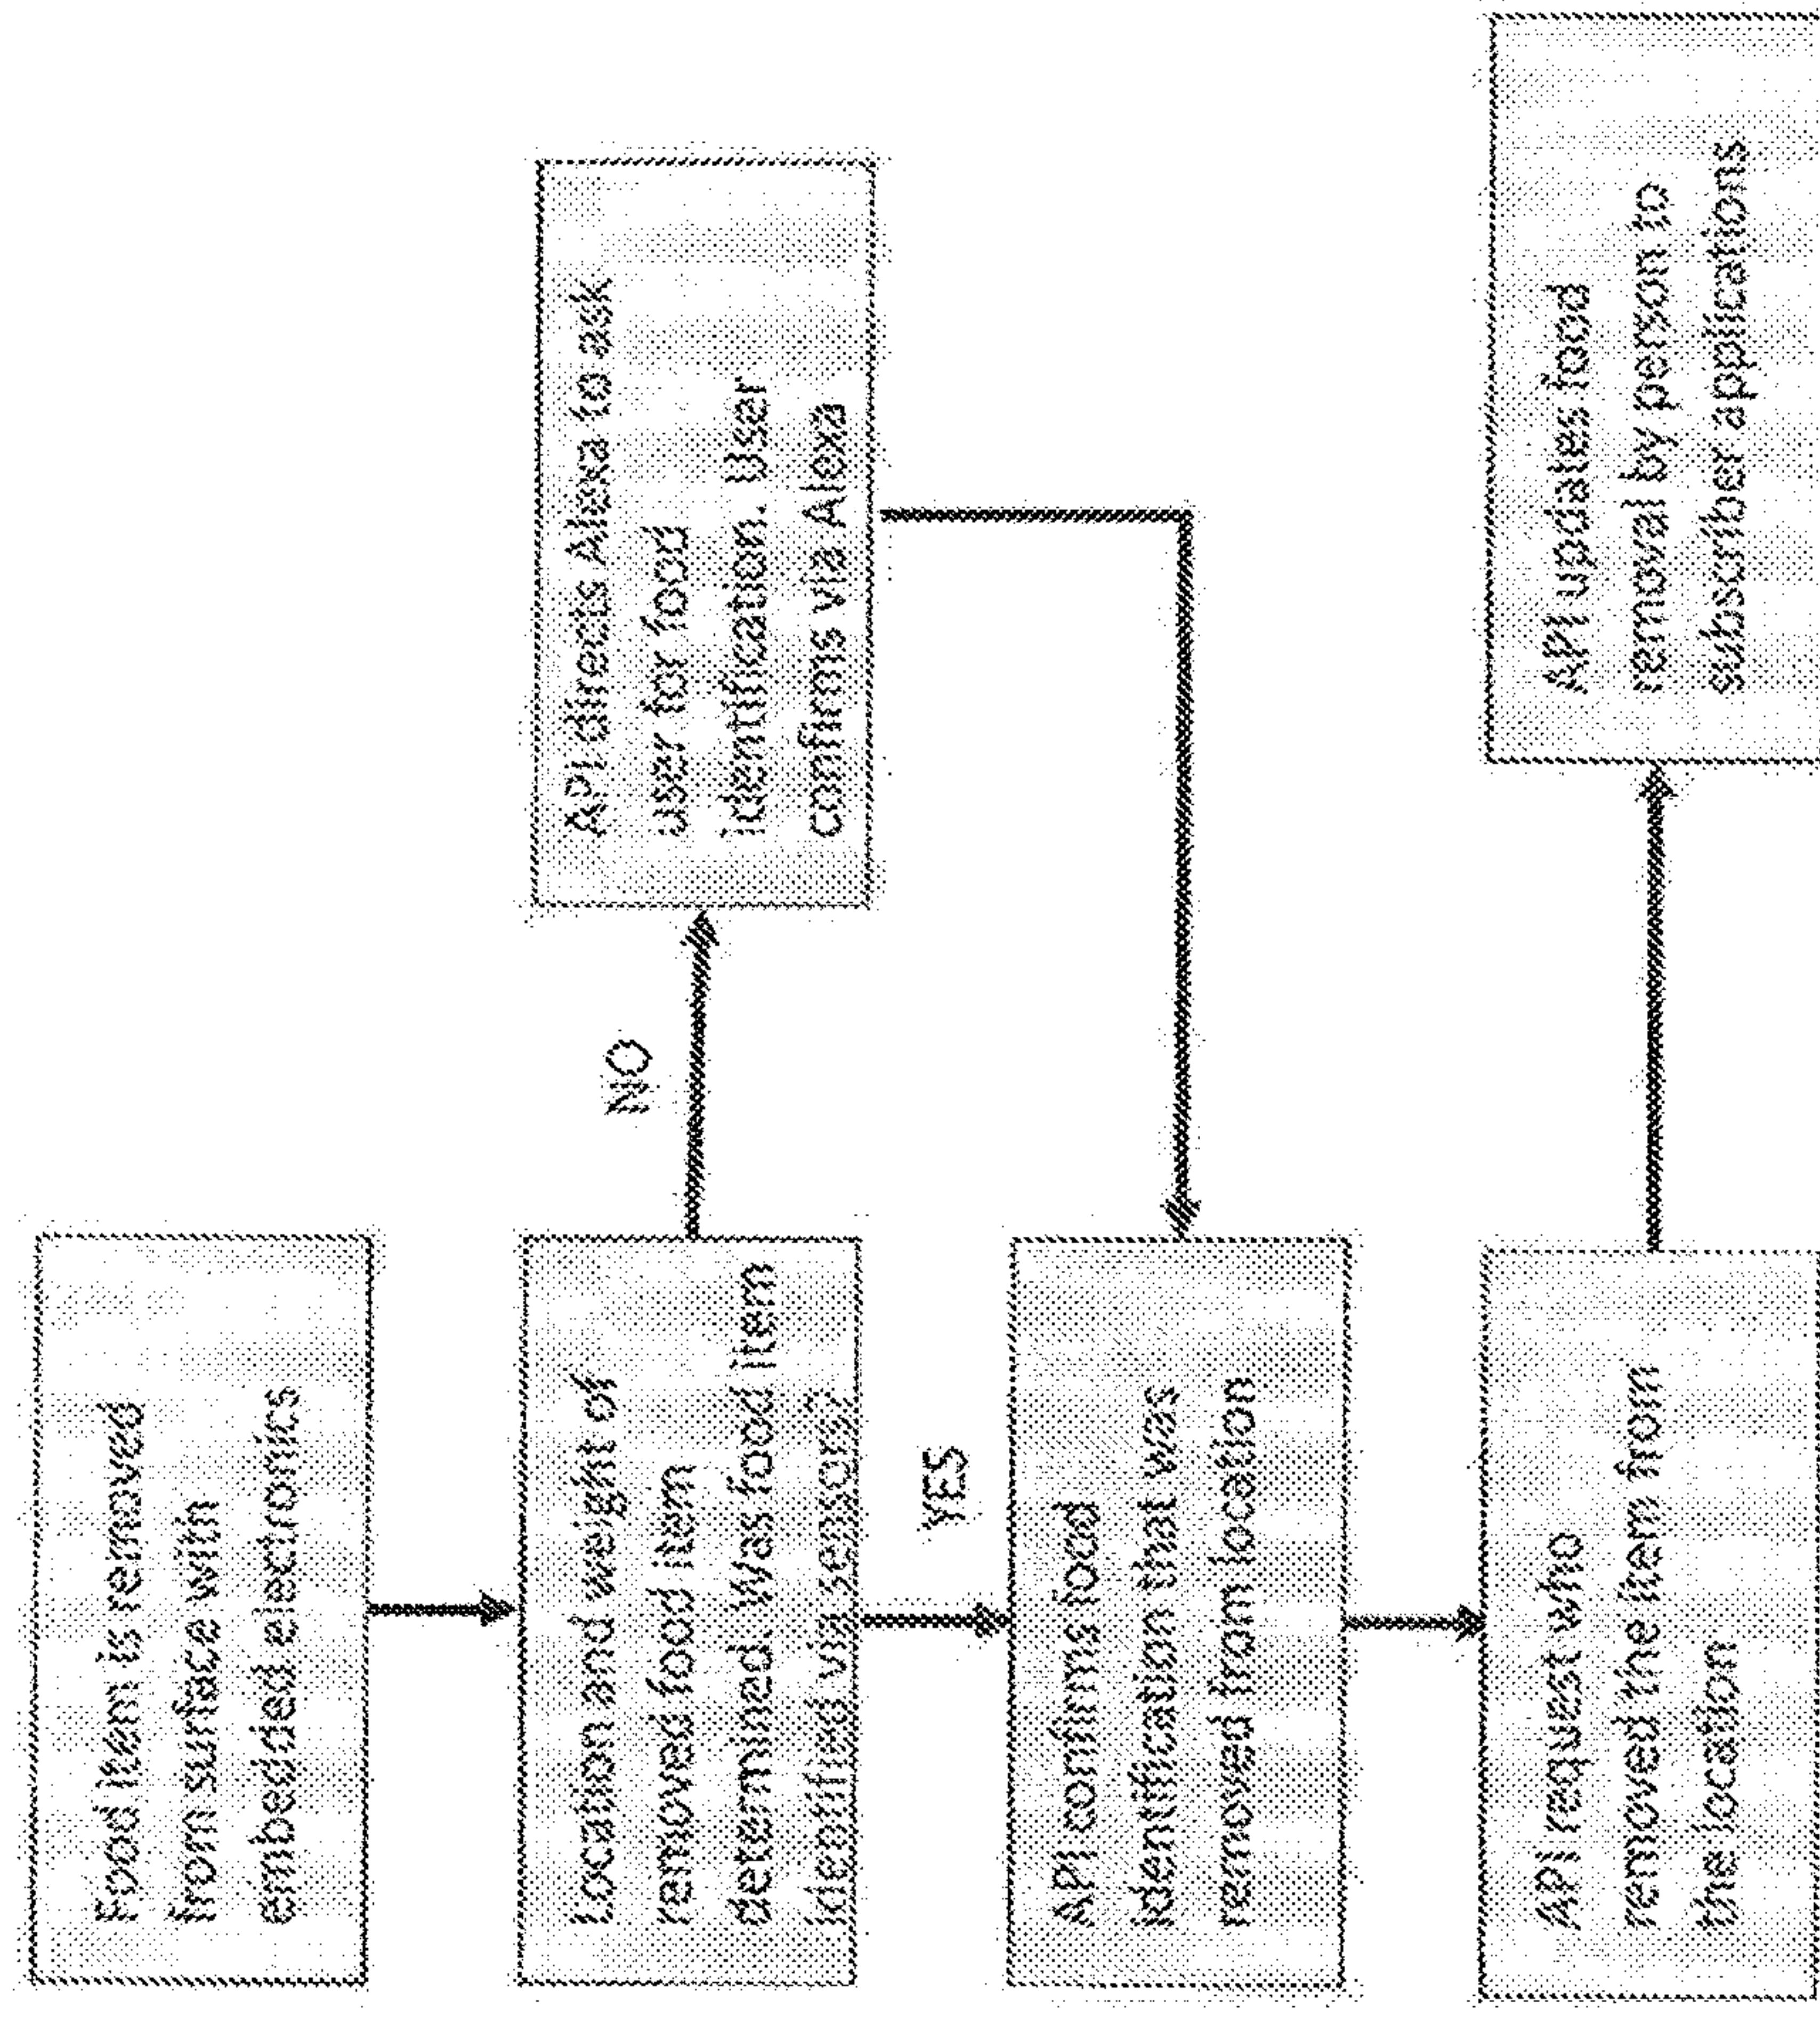 Food item is removed
from surface with
embedded electronics
Location and weight of
removed food item
determined. Was food item
identified via sensors?
NO
API directs Alexa to ask
user for food
identification. User
confirms via Alexa
YES
API confirms food
identification that was
removed from location
API request who
removed the item from
the location
API updates food
removal by person to
subscriber applications